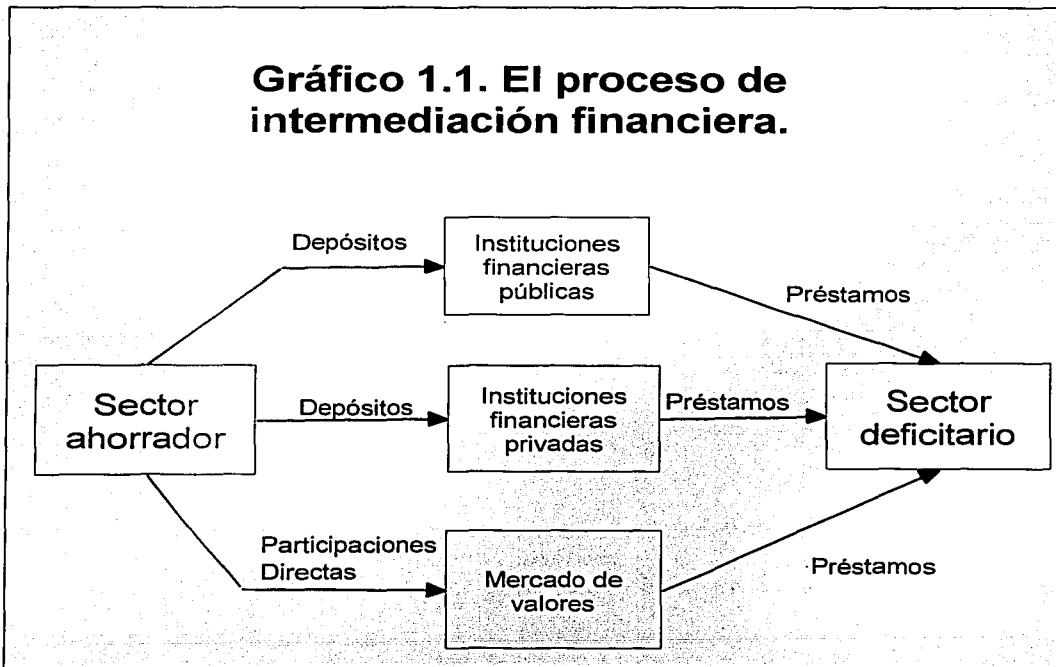 Gráfico 1.1. El proceso de
intermediación financiera.
Depósitos
Instituciones
financieras
públicas
Préstamos
Sector
ahorrador
Depósitos
Instituciones
financieras
privadas
Préstamos
Sector
deficitario
Participaciones
Directas
Mercado de
valores
Préstamos